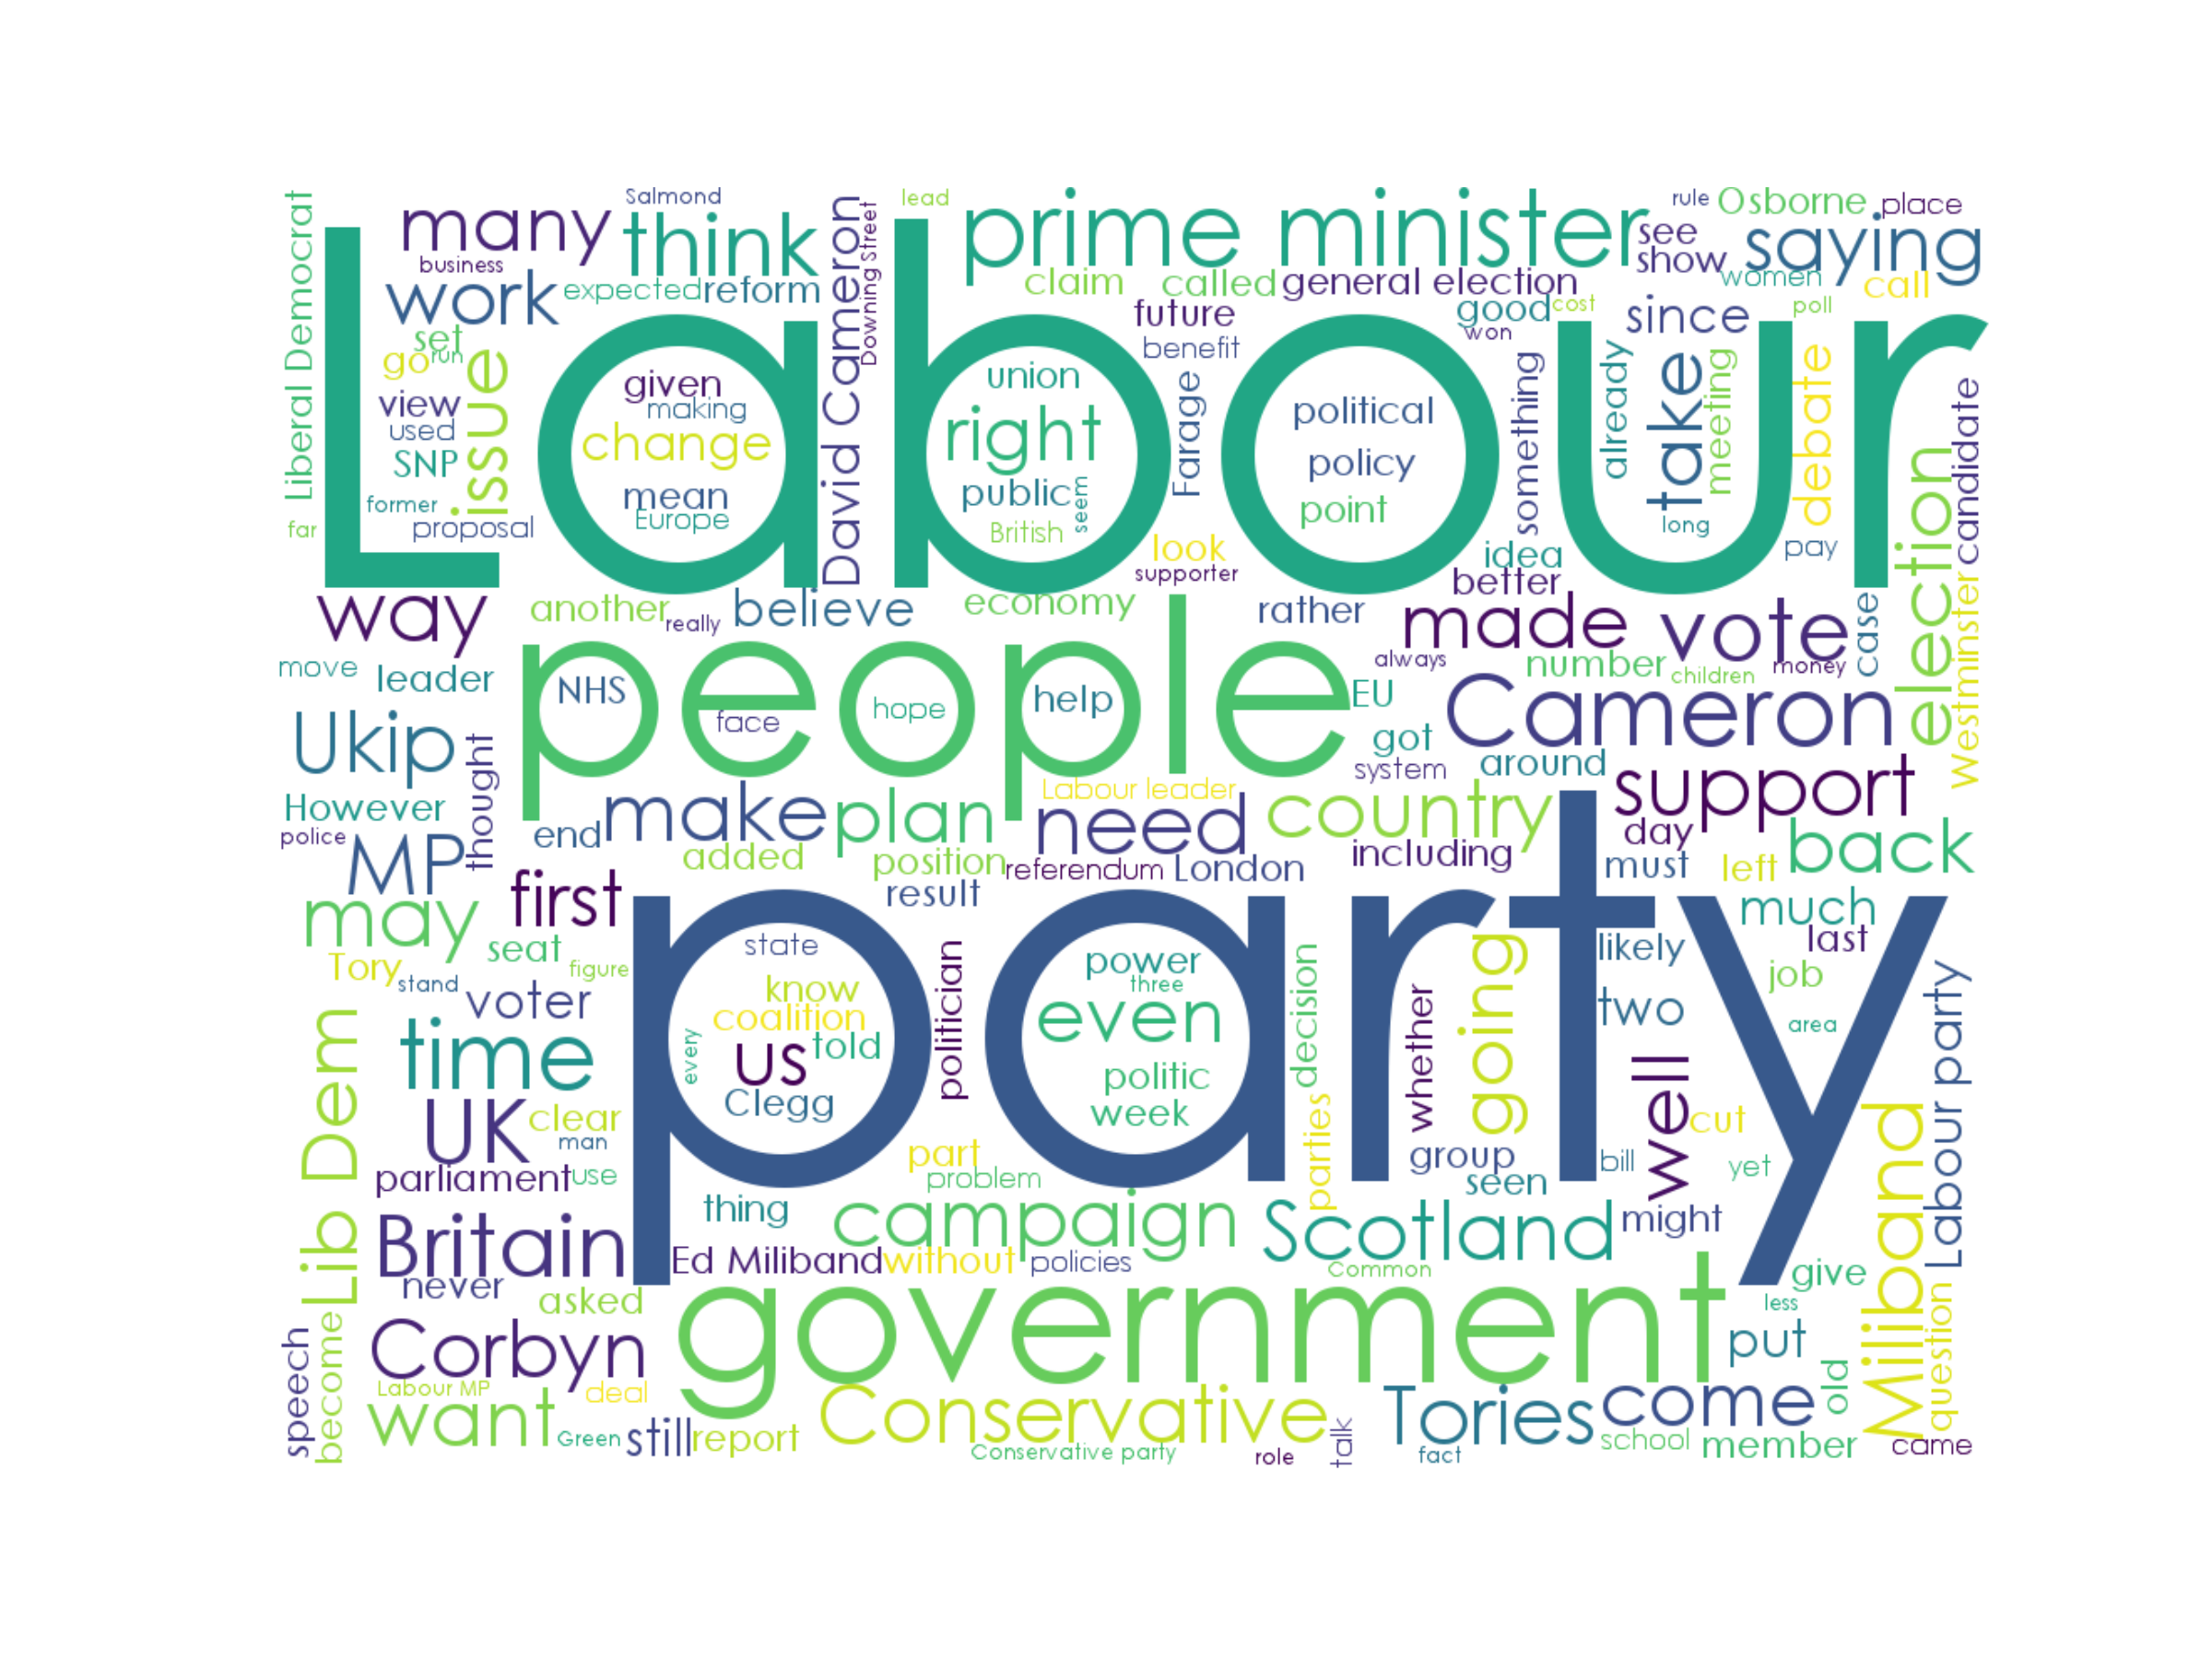 Salmond
lead
rule
Osborne
place
many
think
prime minister
see
saying
business
show
women
work
expected
reform
claim
called
general election
call
Liberal Democrat
David Cameron
Downing Street
future
good
cost
since
poll
set
go
run
benefit
won
Labour
issue
given
making
union
Farage
political
something
already
take
meeting
debate
candidate
view
used
change
right
policy
SNP
mean
public
seem
point
former
Europe
British
long
far
proposal
look
idea
pay
election
supporter
better
way
another
really
believe
economy
rather
made
vote
case
Westminster
move
leader
people
always
number
children
money
NHS
face
hope
help
EU
Cameron
Ukip
thought
got
system
around
However
Labour leader
support
police
end
make
plan
need
country
day
back
MP
added
position
referendum
London
including
must
left
result
may
first
party
much
seat
state
politician
power
decision
going
likely
last
Tory
stand
figure
know
three
job
voter
coalition
even
whether
two
Labour party
time
every
us
told
area
Lib Dem
Clegg
politic
week
well
UK
clear
man
part
parties
group
bill
cut
yet
Miliband
parliament
use
problem
seen
thing
campaign
Scotland
might
Britain
never
Ed Miliband
without
policies
Common
give
asked
government
less
question
speech
become
Corbyn
put
Labour MP
deal
old
want
Green
still
report
Conservative
talk
Tories
come
school
member
came
Conservative party
role
fact